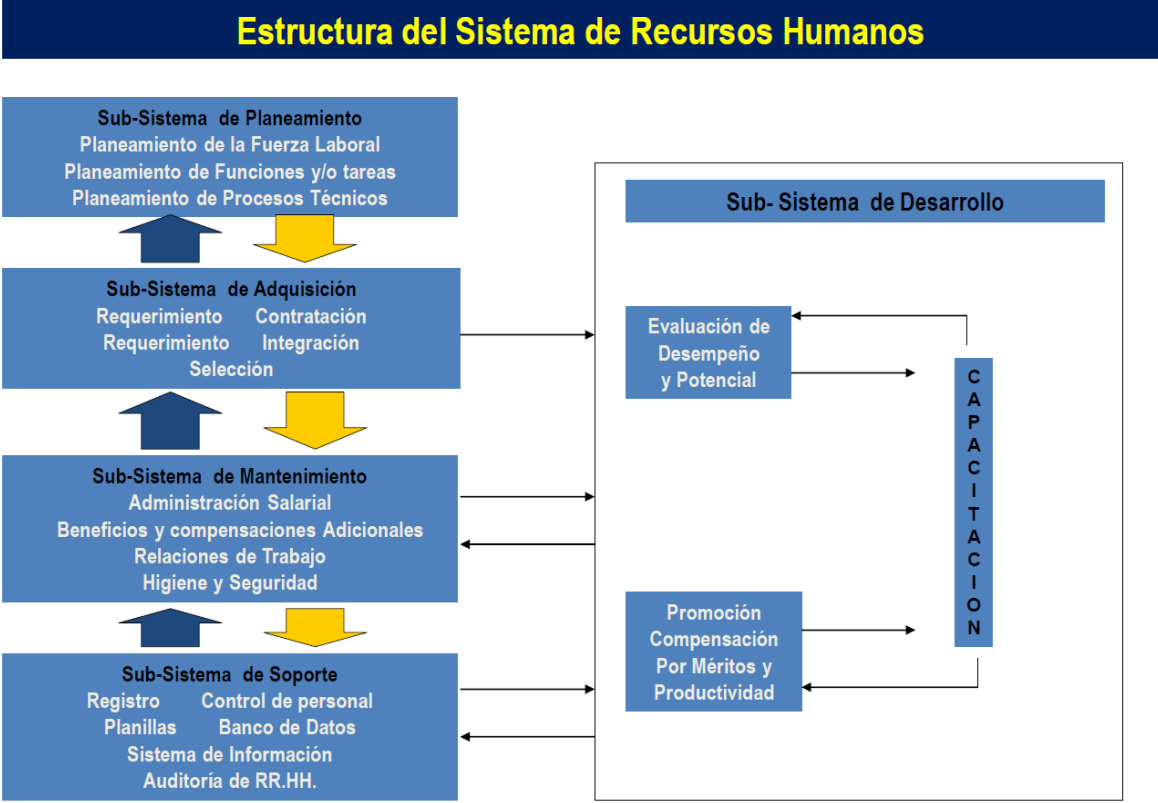 Estructura del Sistema de Recursos Humanos
Sub-Sistema de Planeamiento
Planeamiento de la Fuerza Laboral
Planeamiento de Funciones y/o tareas
Planeamiento de Procesos Técnicos
Sub-Sistema de Adquisición
Requerimiento Contratación
Requerimiento Integración
Selección
Sub-Sistema de Mantenimiento
Administración Salarial
Beneficios y compensaciones Adicionales
Relaciones de Trabajo
Higiene y Seguridad
Sub-Sistema de Soporte
Registro Control de personal
Planillas Banco de Datos
Sistema de Información
Auditoría de RR.HH.
Sub- Sistema de Desarrollo
Evaluación de
Desempeño
y Potencial
CAPACITACION
Promoción
Compensación
Por Méritos y
Productividad